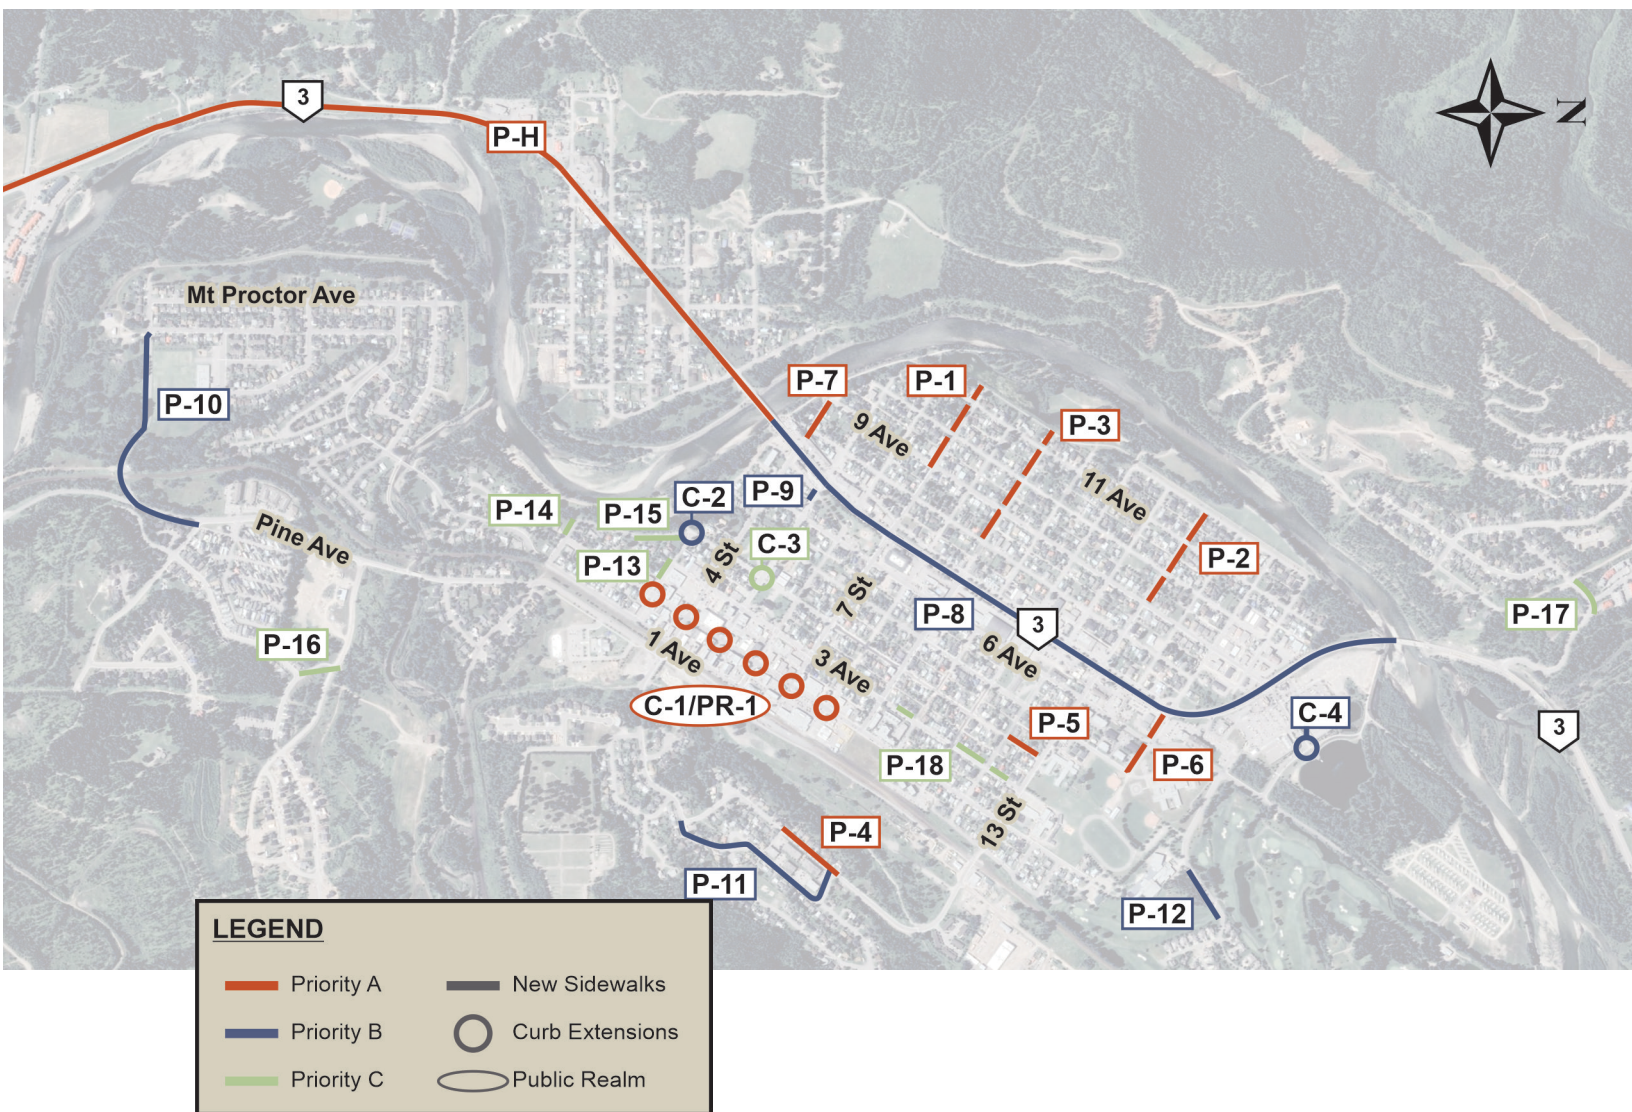 3
N
P-H
Mt Proctor Ave
P-7
P-1
P-10
P-3
9 Ave
11 Ave
P-9
C-2
P-14
P-15
Pine Ave
C-3
4 St
P-2
P-13
7 St
P-8
P-17
3
P-16
1 Ave
6 Ave
3 Ave
C-1/PR-1
C-4
P-5
3
P-18
P-6
13 St
P-4
P-11
P-12
LEGEND
Priority A
New Sidewalks
Priority B
Curb Extensions
Priority C
Public Realm